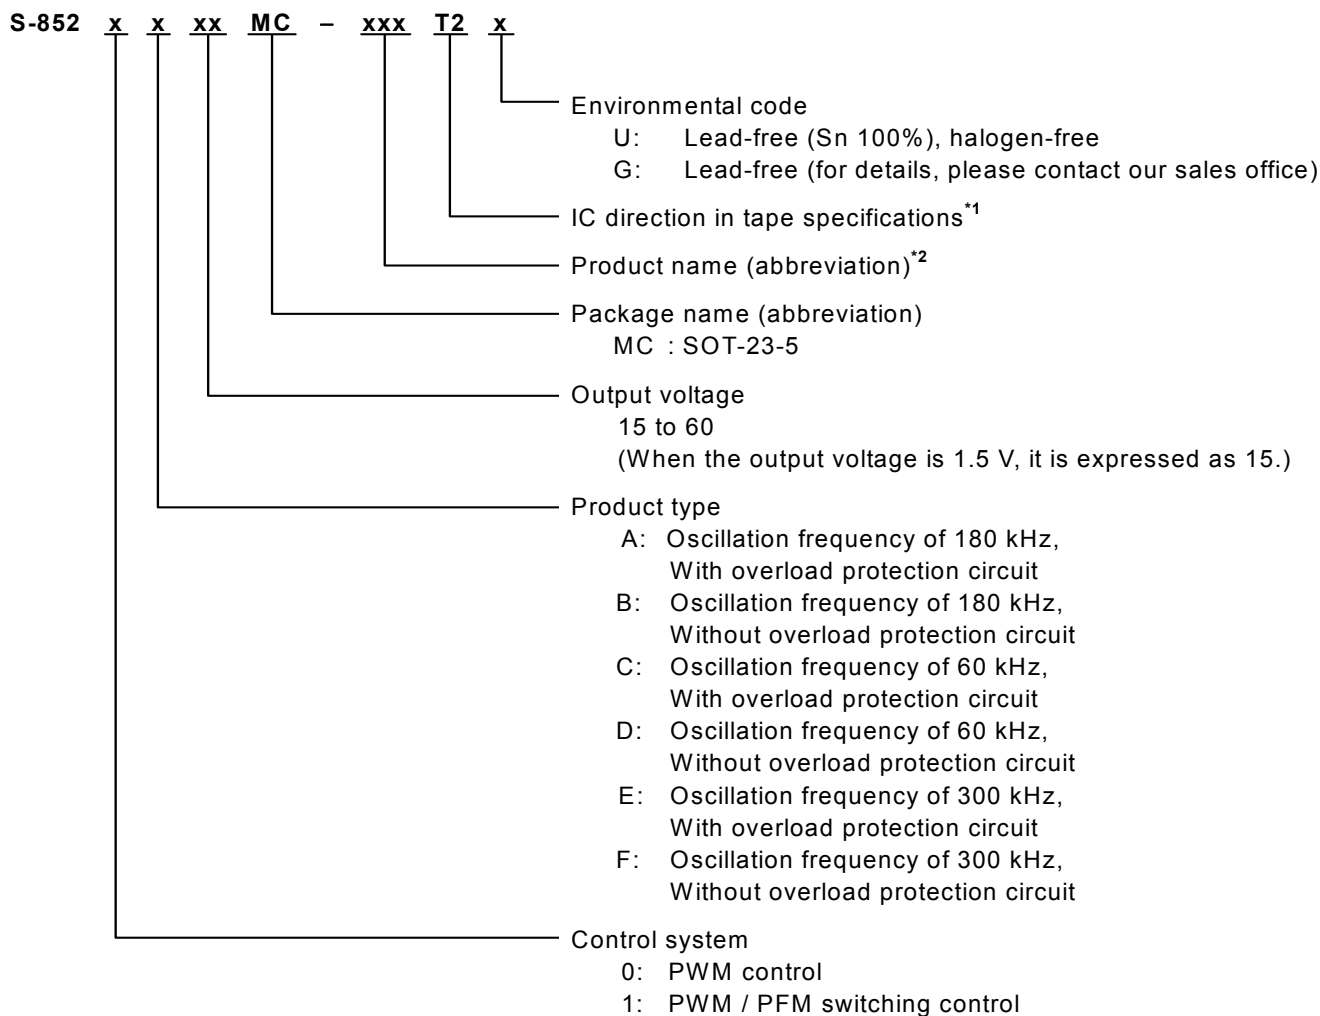 S-852 x x xx MC – xxx T2 x
Environmental code
U: Lead-free (Sn 100%), halogen-free
G: Lead-free (for details, please contact our sales office)
IC direction in tape specifications*1
Product name (abbreviation)*2
Package name (abbreviation)
MC : SOT-23-5
Output voltage
15 to 60
(When the output voltage is 1.5 V, it is expressed as 15.)
Product type
A: Oscillation frequency of 180 kHz,
With overload protection circuit
B: Oscillation frequency of 180 kHz,
Without overload protection circuit
C: Oscillation frequency of 60 kHz,
With overload protection circuit
D: Oscillation frequency of 60 kHz,
Without overload protection circuit
E: Oscillation frequency of 300 kHz,
With overload protection circuit
F: Oscillation frequency of 300 kHz,
Without overload protection circuit
Control system
0: PWM control
1: PWM / PFM switching control